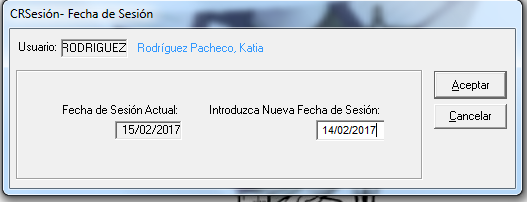 CRSesión- Fecha de Sesión
Usuario: RODRIGUEZ Rodríguez Pacheco, Katia
Aceptar
Fecha de Sesión Actual: Introduzca Nueva Fecha de Sesión:
Cancelar
15/02/2017 14/02/2017